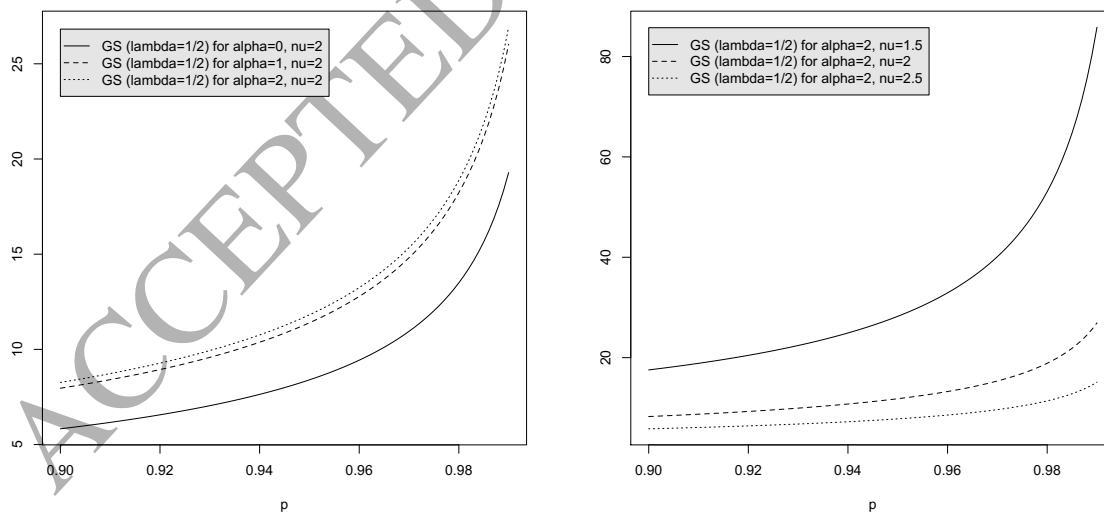 GS (lambda=1/2) for alpha=0, nu=2
GS (lambda=1/2) for alpha=1, nu=2
GS (lambda=1/2) for alpha=2, nu=2
25
20
15
10
5
0.90 0.92 0.94 0.96 0.98
p
ACCEPTED
GS (lambda=1/2) for alpha=2, nu=1.5
GS (lambda=1/2) for alpha=2, nu=2
GS (lambda=1/2) for alpha=2, nu=2.5
80
60
40
20
0.90 0.92 0.94 0.96 0.98
p